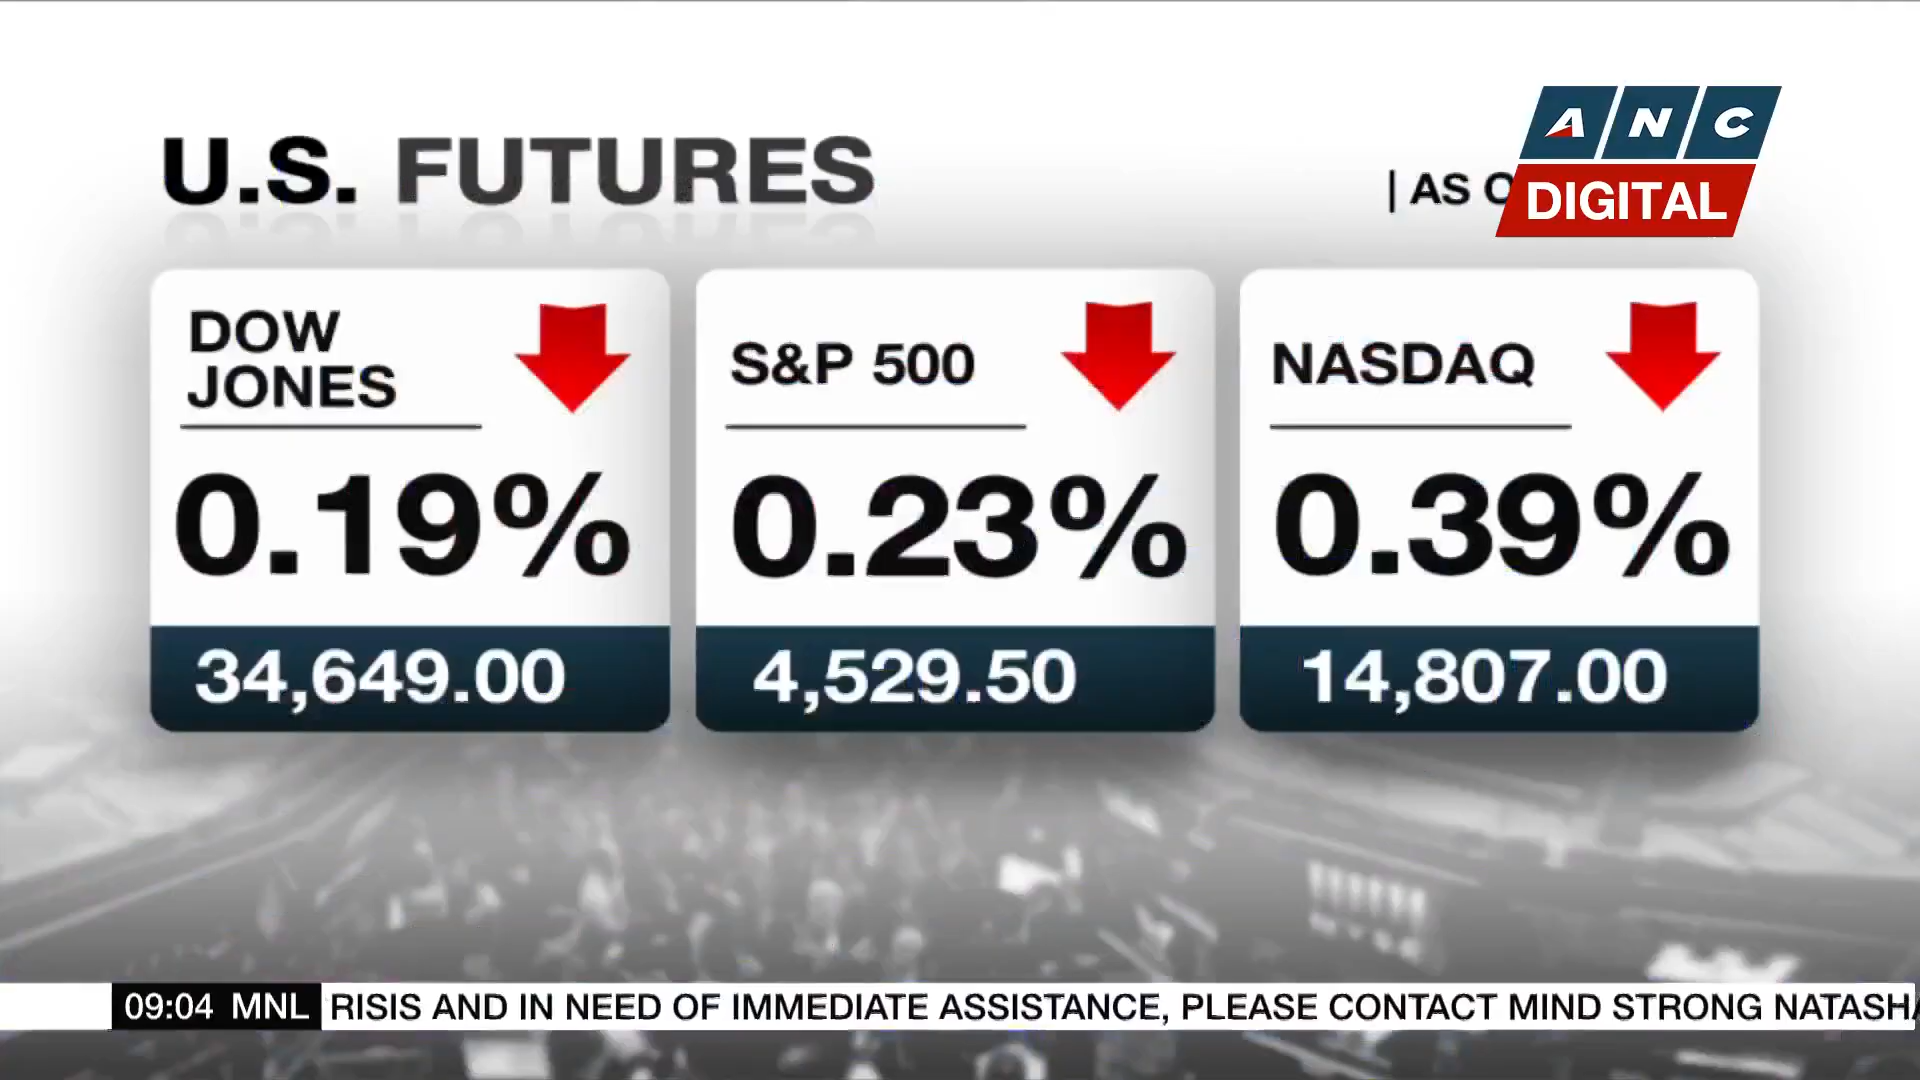 U.S. FUTURES
| AS
ANC
DIGITAL
DOW
JONES
0.19%
34,649.00
S&P 500
0.23%
4,529.50
NASDAQ
0.39%
14,807.00
09:04 MNL
RISIS AND IN NEED OF IMMEDIATE ASSISTANCE, PLEASE CONTACT MIND STRONG NATASHA